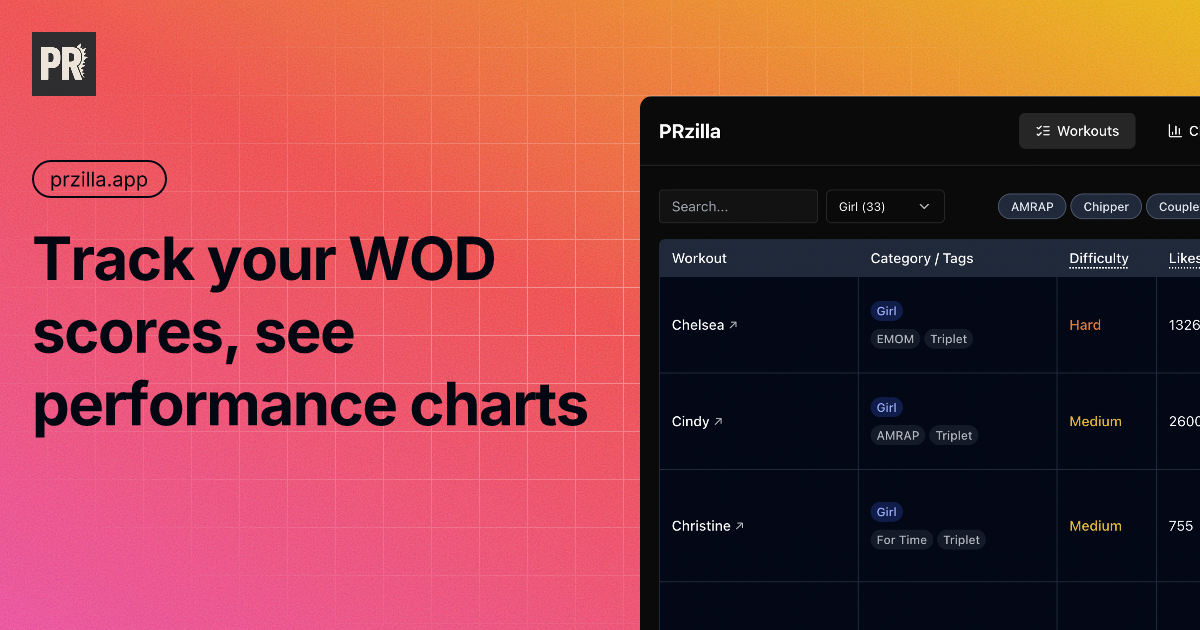 PR
przilla.app
Track your WOD
scores, see
performance charts
PRzilla
Workouts
C
Search...
Girl (33)
AMRAP
Chipper
Couple
Workout
Category / Tags
Difficulty
Likes
Chelsea
Girl
EMOM Triplet
Hard
1326
Cindy
Girl
AMRAP Triplet
Medium
2600
Christine
Girl
For Time Triplet
Medium
755